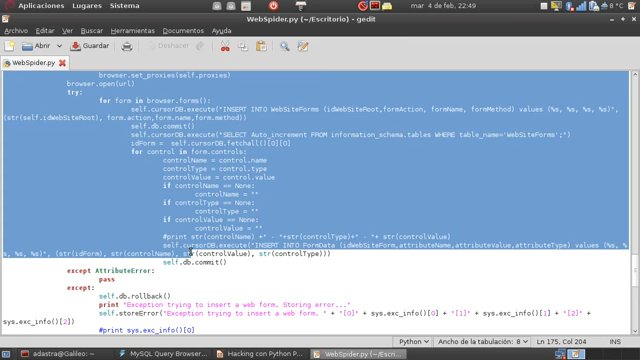 Aplicaciones Lugares Sistema mar 4 de feb, 22:49 8 °C
WebSpider.py (~/Escritorio) - gedit
Archivo Editar Ver Buscar Herramientas Documentos Ayuda
Abrir Guardar Deshacer
WebSpider.py
browser.set_proxies(self.proxies)
browser.open(url)
try:
for form in browser.forms():
self.cursorDB.execute("INSERT INTO WebSiteForms (idWebSiteRoot,formAction, formName, formMethod) values (%s, %s, %s, %s)",
(str(self.idWebSiteRoot), form.action,form.name,form.method))
self.db.commit()
self.cursorDB.execute("SELECT Auto_increment FROM information_schema.tables WHERE table_name='WebSiteForms';")
idForm = self.cursorDB.fetchall()[0][0]
for control in form.controls:
controlName = control.name
controlType = control.type
controlValue = control.value
if controlName == None:
controlName = ""
if controlType == None:
controlType = ""
if controlValue == None:
controlValue = ""
#print str(controlName) +" - "+str(controlType)+" - "+ str(controlValue)
self.cursorDB.execute("INSERT INTO FormData (idWebSiteForm,attributeName,attributeValue,attributeType) values (%s, %
s, %s, %s)", (str(idForm), str(controlName), str(controlValue), str(controlType)))
self.db.commit()
except AttributeError:
pass
except:
self.db.rollback()
print "Exception trying to insert a web form. Storing error..."
self.storeError("Exception trying to insert a web form. " + "[O]" + sys.exc_info()[0] + "[1]" + sys.exc_info()[1] + "[2]" +
sys.exc_info()[2])
#print sys.exc_info()[0]
Python Ancho de la tabulación: 8 Ln 175, Col 204 INS
adastra@Galileo: ~ MySQL Query Browser... Hacking con Python P... WebSpider.py (~/Esc...